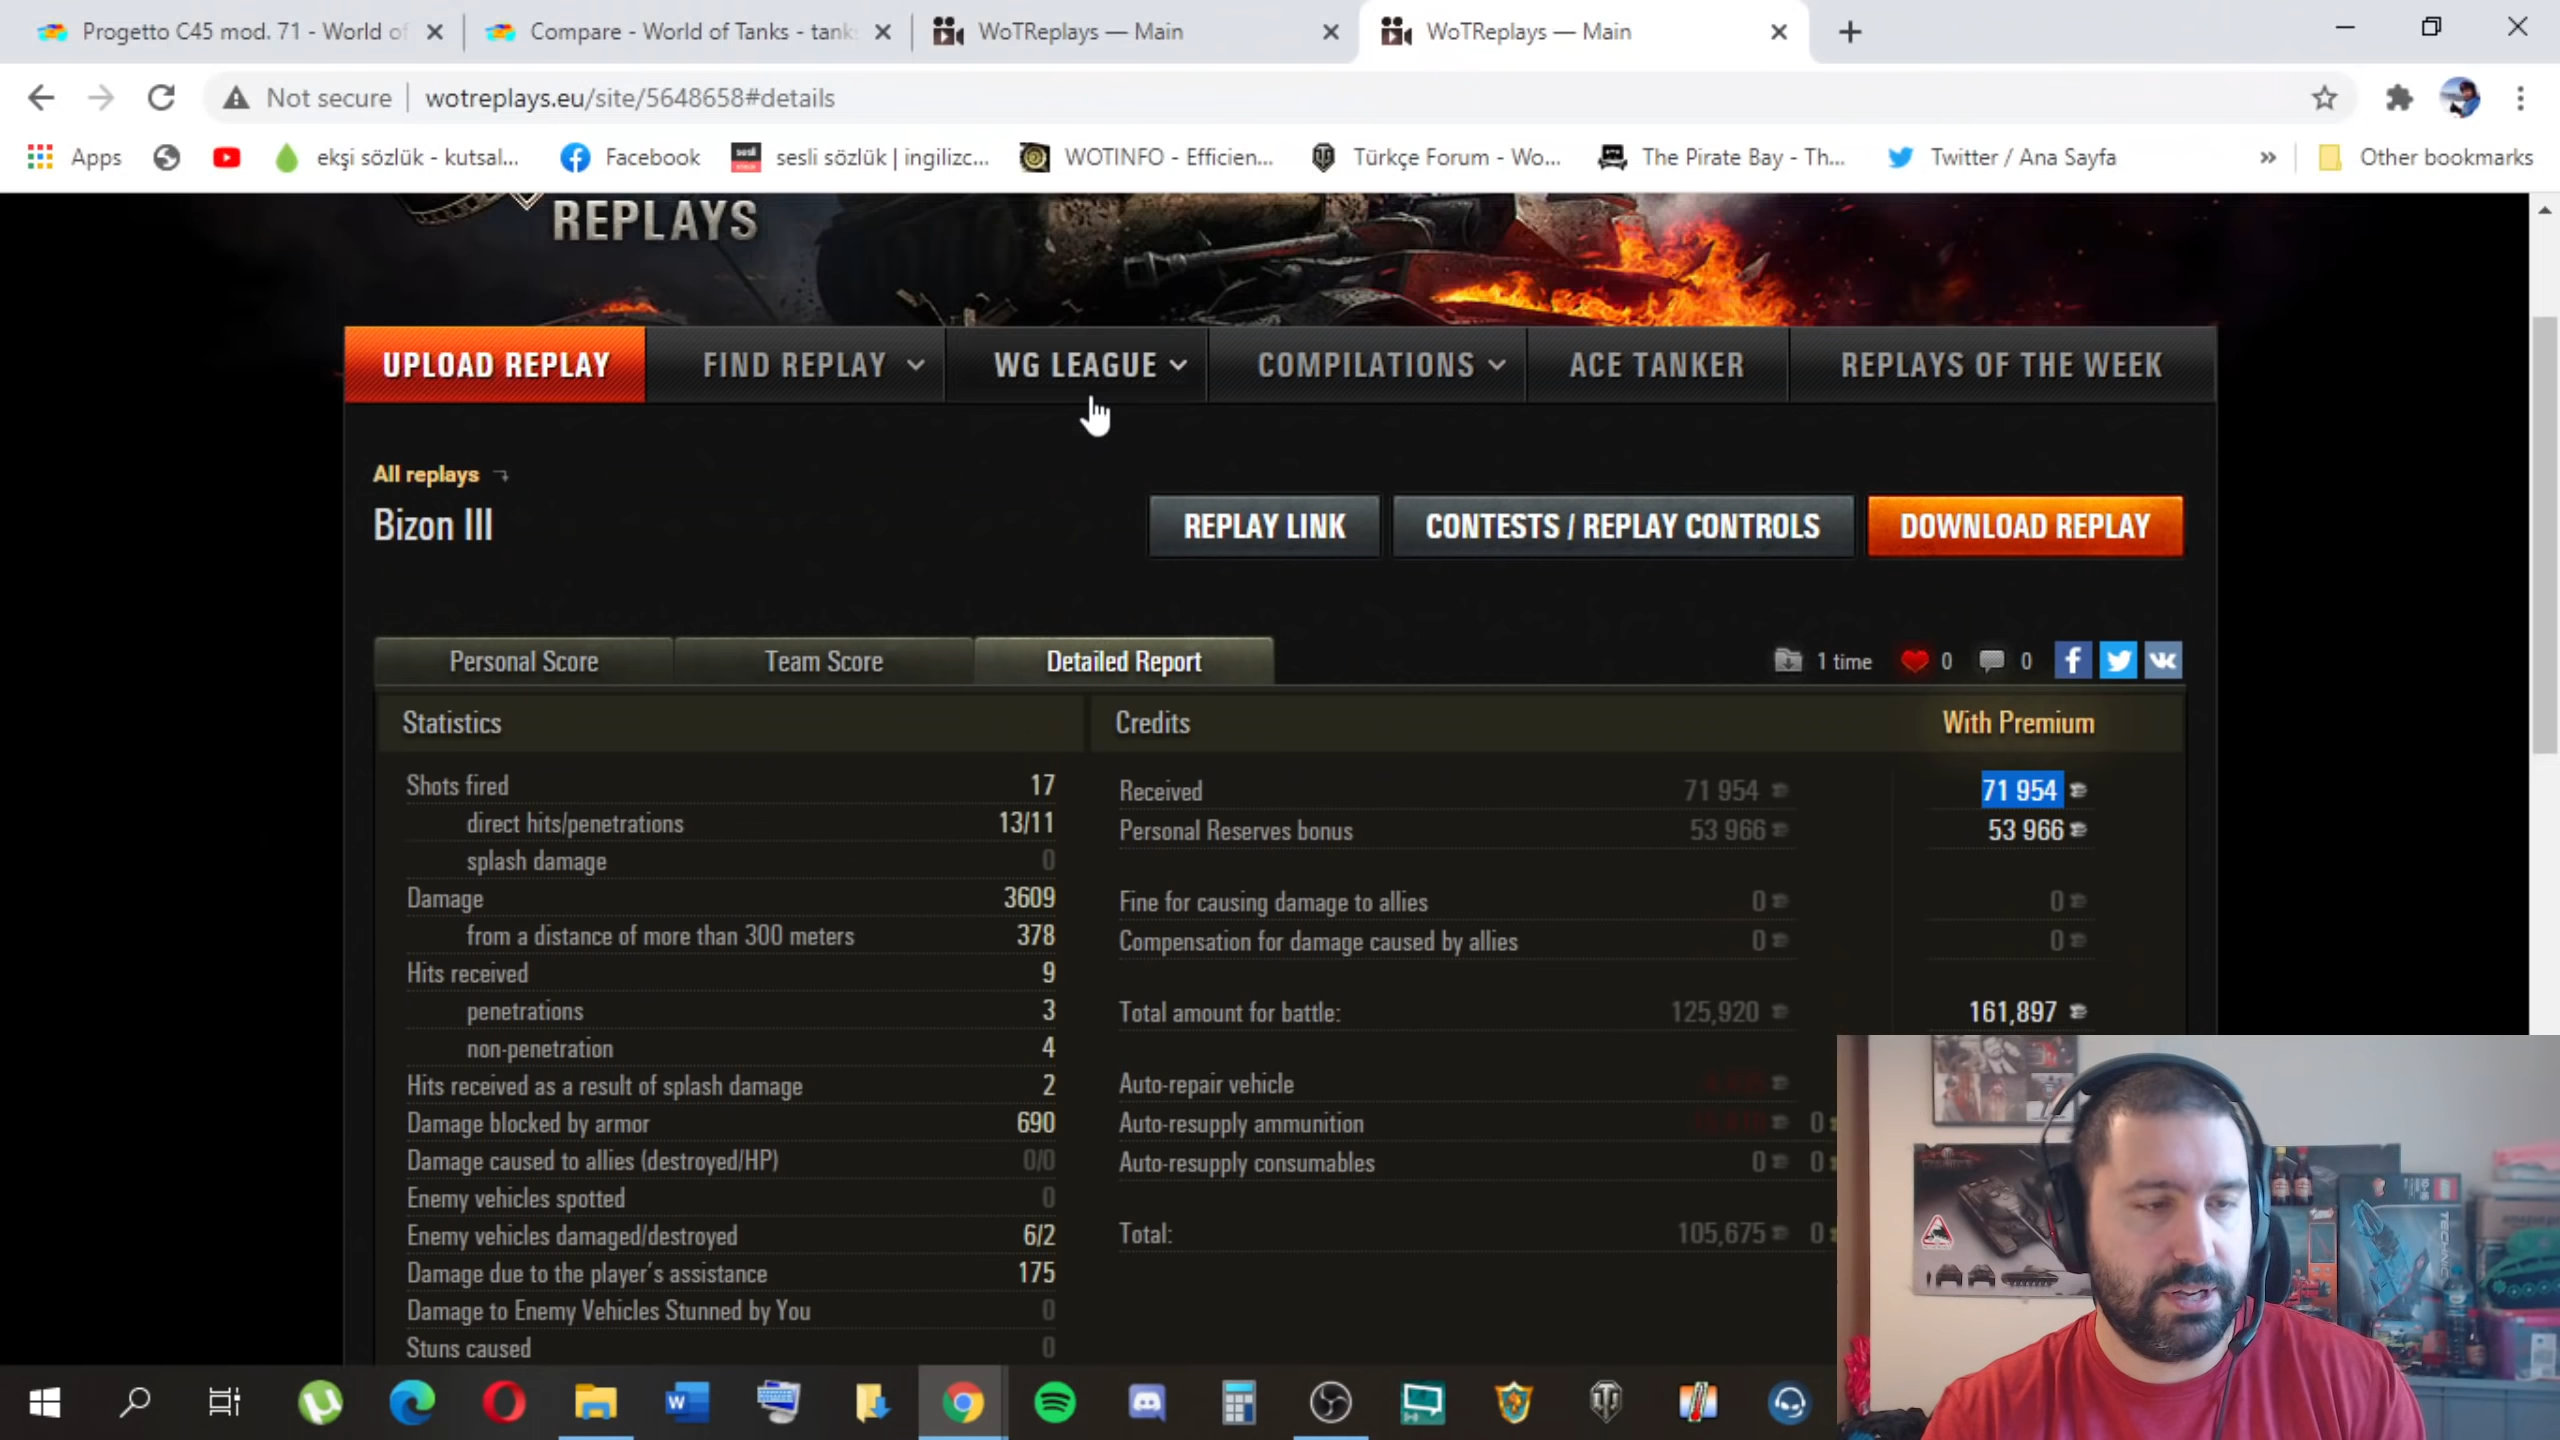 Progetto C45 mod. 71 - World of
Compare - World of Tanks - tank
WoTReplays — Main
WoTReplays — Main
Not secure
wotreplays.eu/site/5648658#details
Apps
ekşi sözlük - kutsal...
Facebook
sesli sözlük | ingilizc...
WOTINFO - Efficien...
Türkçe Forum - Wo...
The Pirate Bay - Th...
Twitter / Ana Sayfa
»
Other bookmarks
REPLAYS
UPLOAD REPLAY
FIND REPLAY
WG LEAGUE
COMPILATIONS
ACE TANKER
REPLAYS OF THE WEEK
All replays
Bizon III
REPLAY LINK
CONTESTS / REPLAY CONTROLS
DOWNLOAD REPLAY
Personal Score
Team Score
Detailed Report
1 time
0
0
Statistics
Credits
With Premium
Shots fired 17
direct hits/penetrations 13/11
splash damage 0
Damage 3609
from a distance of more than 300 meters 378
Hits received 9
penetrations 3
non-penetration 4
Hits received as a result of splash damage 2
Damage blocked by armor 690
Damage caused to allies (destroyed/HP) 0/0
Enemy vehicles spotted 0
Enemy vehicles damaged/destroyed 6/2
Damage due to the player's assistance 175
Damage to Enemy Vehicles Stunned by You 0
Stuns caused 0
Received 71 954 71 954
Personal Reserves bonus 53 966 53 966
Fine for causing damage to allies 0 0
Compensation for damage caused by allies 0 0
Total amount for battle: 125,920 161,897
Auto-repair vehicle
Auto-resupply ammunition 0
Auto-resupply consumables 0 0
Total: 105,675 0
TECHNIC